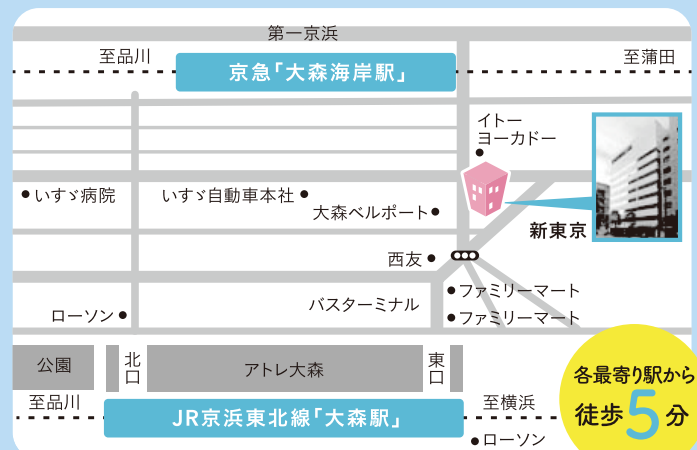 第一京浜
至品川
京急「大森海岸駅」
至蒲田
イトー
ヨーカドー
いすゞ病院
いすゞ自動車本社
大森ベルポート
新東京
西友
ファミリーマート
バスターミナル
ローソン
ファミリーマート
公園
北口
アトレ大森
東口
各最寄り駅から
徒歩5分
至品川
JR京浜東北線「大森駅」
至横浜
ローソン